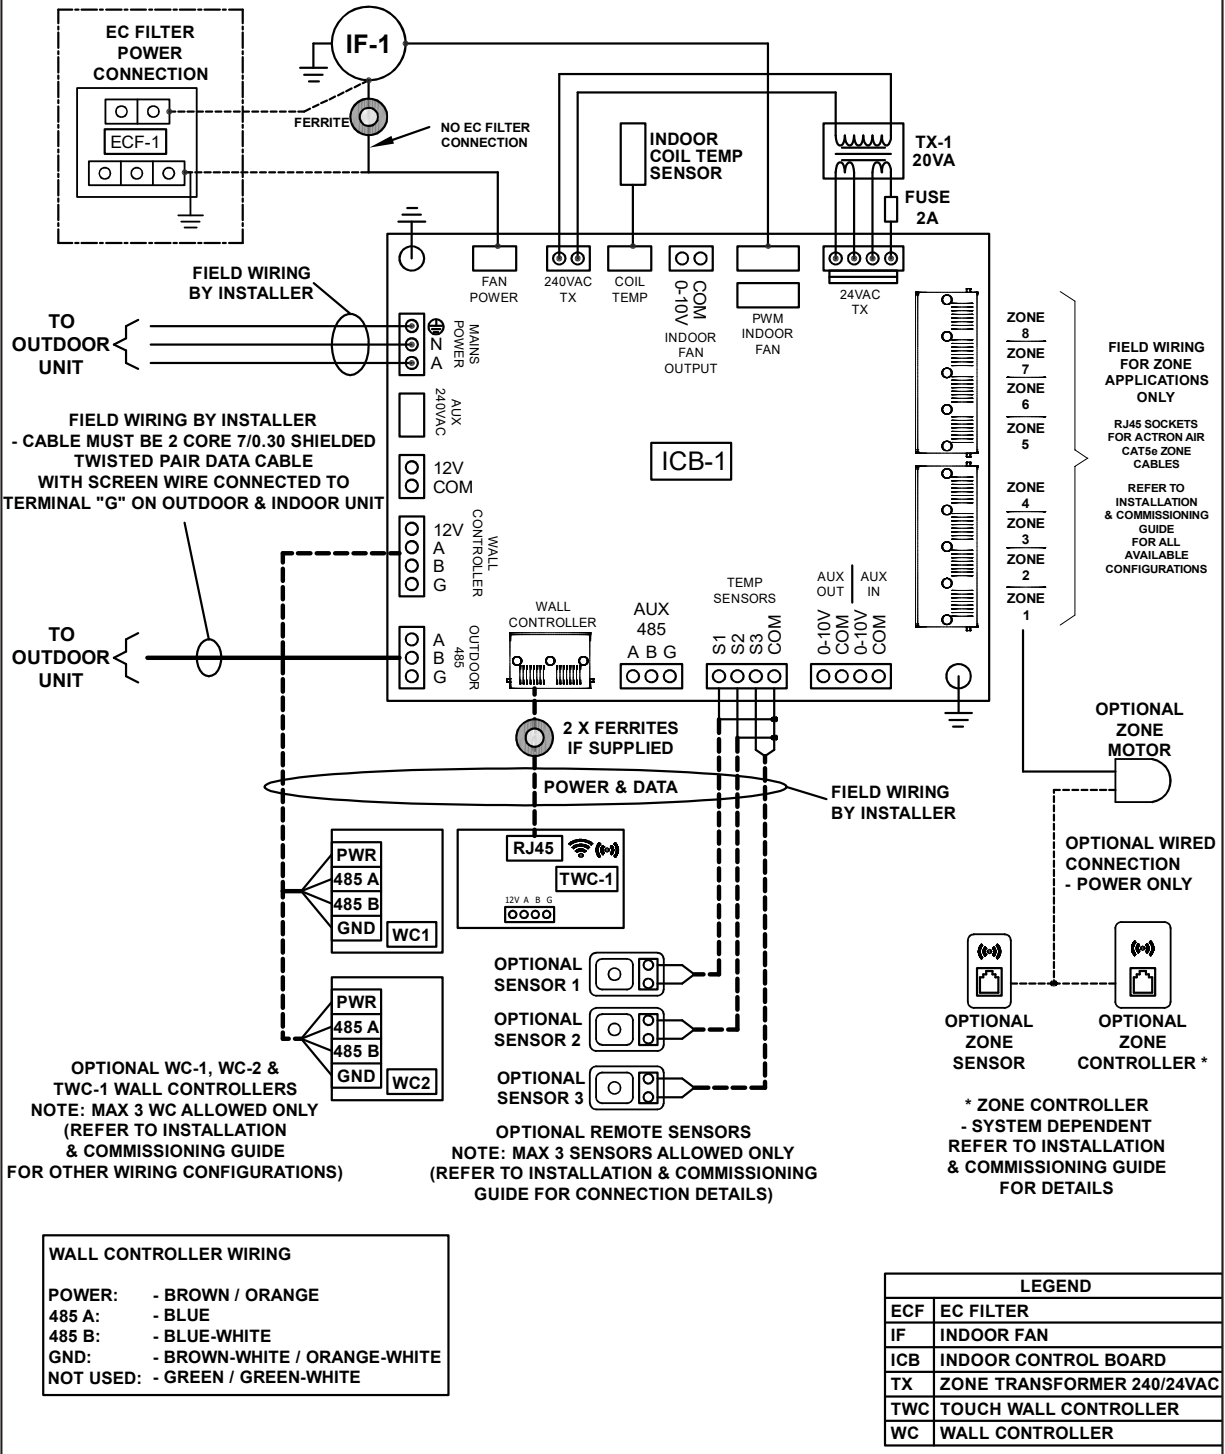 EC FILTER
POWER
CONNECTION
ECF-1
IF-1
FERRITE
NO EC FILTER
CONNECTION
INDOOR
COIL TEMP
SENSOR
TX-1
20VA
FUSE
2A
FIELD WIRING
BY INSTALLER
TO
OUTDOOR
UNIT
FAN
POWER
240VAC
TX
COIL
TEMP
0-10V
COM
INDOOR
FAN
OUTPUT
PWM
INDOOR
FAN
24VAC
TX
N
A
MAINS
POWER
AUX
240VAC
12V
COM
12V
A
B
G
WALL
CONTROLLER
A
B
G
OUTDOOR
485
ICB-1
ZONE
8
ZONE
7
ZONE
6
ZONE
5
ZONE
4
ZONE
3
ZONE
2
ZONE
1
FIELD WIRING
FOR ZONE
APPLICATIONS
ONLY
RJ45 SOCKETS
FOR ACTRON AIR
CAT5e ZONE
CABLES
REFER TO
INSTALLATION
& COMMISSIONING
GUIDE
FOR ALL
AVAILABLE
CONFIGURATIONS
FIELD WIRING BY INSTALLER
- CABLE MUST BE 2 CORE 7/0.30 SHIELDED
TWISTED PAIR DATA CABLE
WITH SCREEN WIRE CONNECTED TO
TERMINAL "G" ON OUTDOOR & INDOOR UNIT
TO
OUTDOOR
UNIT
WALL
CONTROLLER
AUX
485
A B G
TEMP
SENSORS
S1
S2
S3
COM
AUX
OUT
AUX
IN
0-10V
COM
0-10V
COM
2 X FERRITES
IF SUPPLIED
POWER & DATA
FIELD WIRING
BY INSTALLER
OPTIONAL
ZONE
MOTOR
OPTIONAL WIRED
CONNECTION
- POWER ONLY
PWR
485 A
485 B
GND
WC1
RJ45
TWC-1
12V A B G
PWR
485 A
485 B
GND
WC2
OPTIONAL
SENSOR 1
OPTIONAL
SENSOR 2
OPTIONAL
SENSOR 3
OPTIONAL
ZONE
SENSOR
OPTIONAL
ZONE
CONTROLLER *
OPTIONAL WC-1, WC-2 &
TWC-1 WALL CONTROLLERS
NOTE: MAX 3 WC ALLOWED ONLY
(REFER TO INSTALLATION
& COMMISSIONING GUIDE
FOR OTHER WIRING CONFIGURATIONS)
OPTIONAL REMOTE SENSORS
NOTE: MAX 3 SENSORS ALLOWED ONLY
(REFER TO INSTALLATION & COMMISSIONING
GUIDE FOR CONNECTION DETAILS)
* ZONE CONTROLLER
- SYSTEM DEPENDENT
REFER TO INSTALLATION
& COMMISSIONING GUIDE
FOR DETAILS
WALL CONTROLLER WIRING
POWER: - BROWN / ORANGE
485 A: - BLUE
485 B: - BLUE-WHITE
GND: - BROWN-WHITE / ORANGE-WHITE
NOT USED: - GREEN / GREEN-WHITE
LEGEND
ECF EC FILTER
IF INDOOR FAN
ICB INDOOR CONTROL BOARD
TX ZONE TRANSFORMER 240/24VAC
TWC TOUCH WALL CONTROLLER
WC WALL CONTROLLER